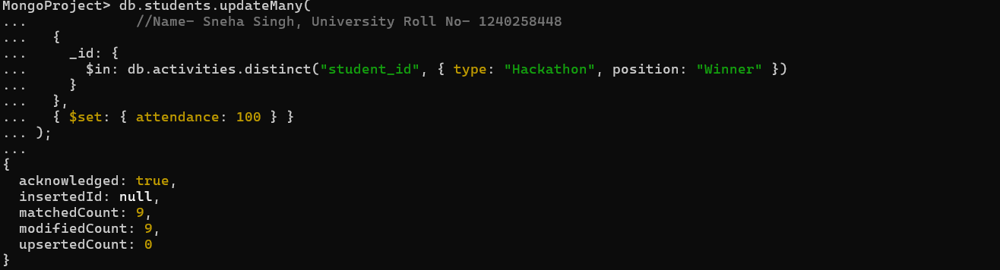 MongoProject> db.students.updateMany(
...             //Name- Sneha Singh, University Roll No- 1240258448
...   {
...     _id: {
...       $in: db.activities.distinct("student_id", { type: "Hackathon", position: "Winner" })
...     }
...   },
...   { $set: { attendance: 100 } }
... );
...
{
  acknowledged: true,
  insertedId: null,
  matchedCount: 9,
  modifiedCount: 9,
  upsertedCount: 0
}